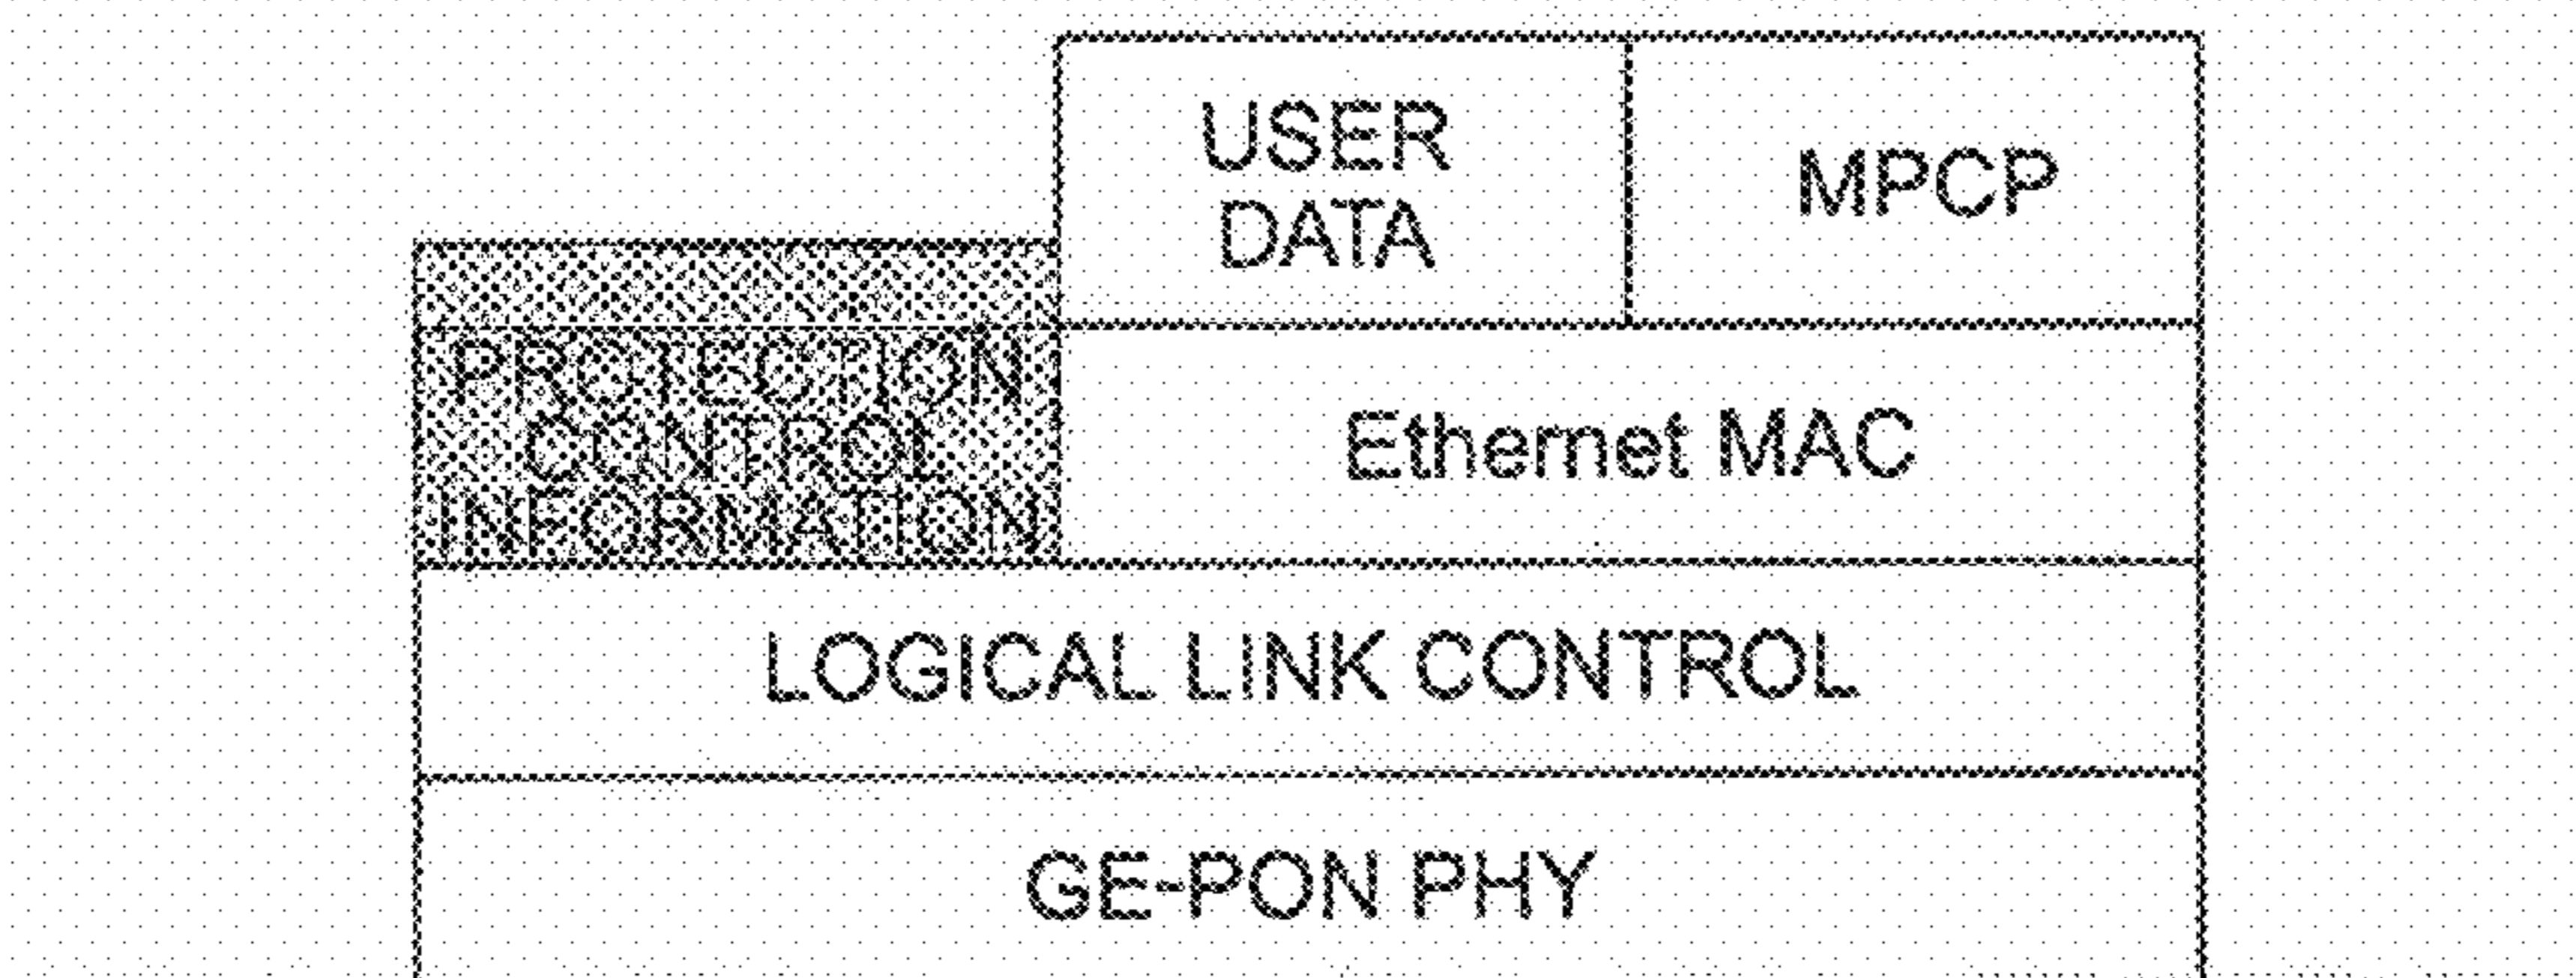 USER
DATA
MPCP
PROTECTION
CONTROL
INFORMATION
Ethernet MAC
LOGICAL LINK CONTROL
GE-PON PHY